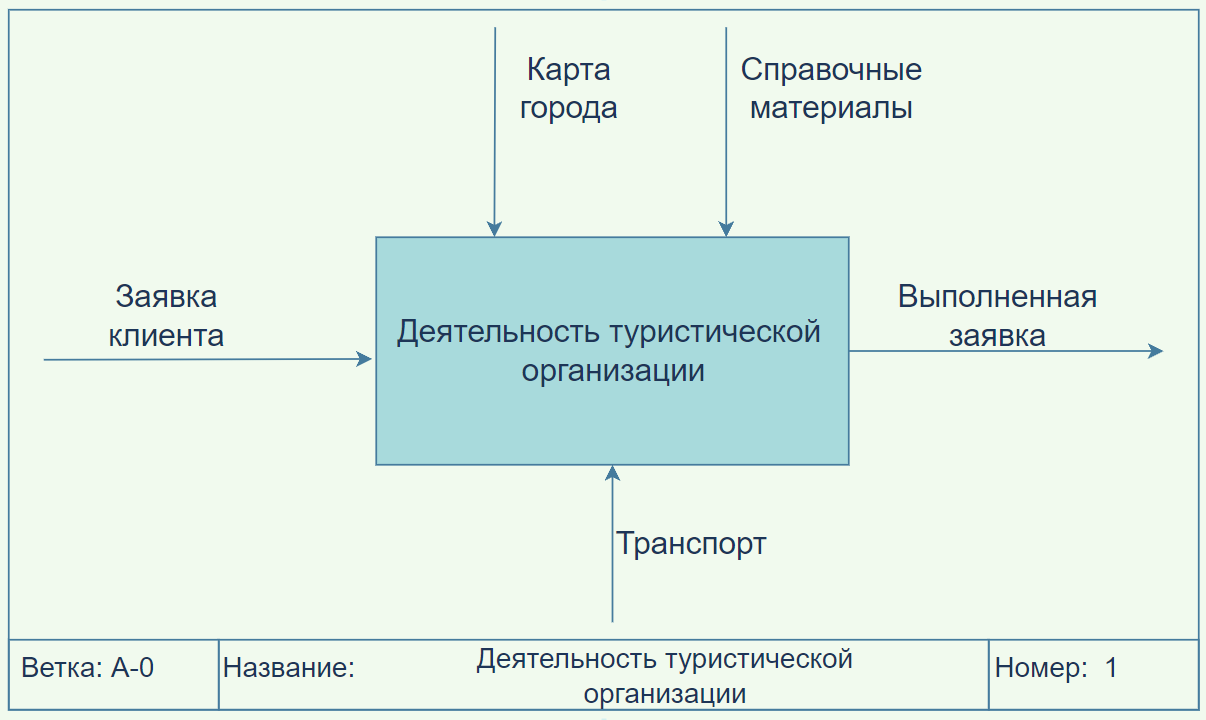 Карта
города
Справочные
материалы
Заявка
клиента
Деятельность туристической
организации
Выполненная
заявка
Транспорт
Ветка: А-0
Название:
Деятельность туристической
организации
Номер: 1